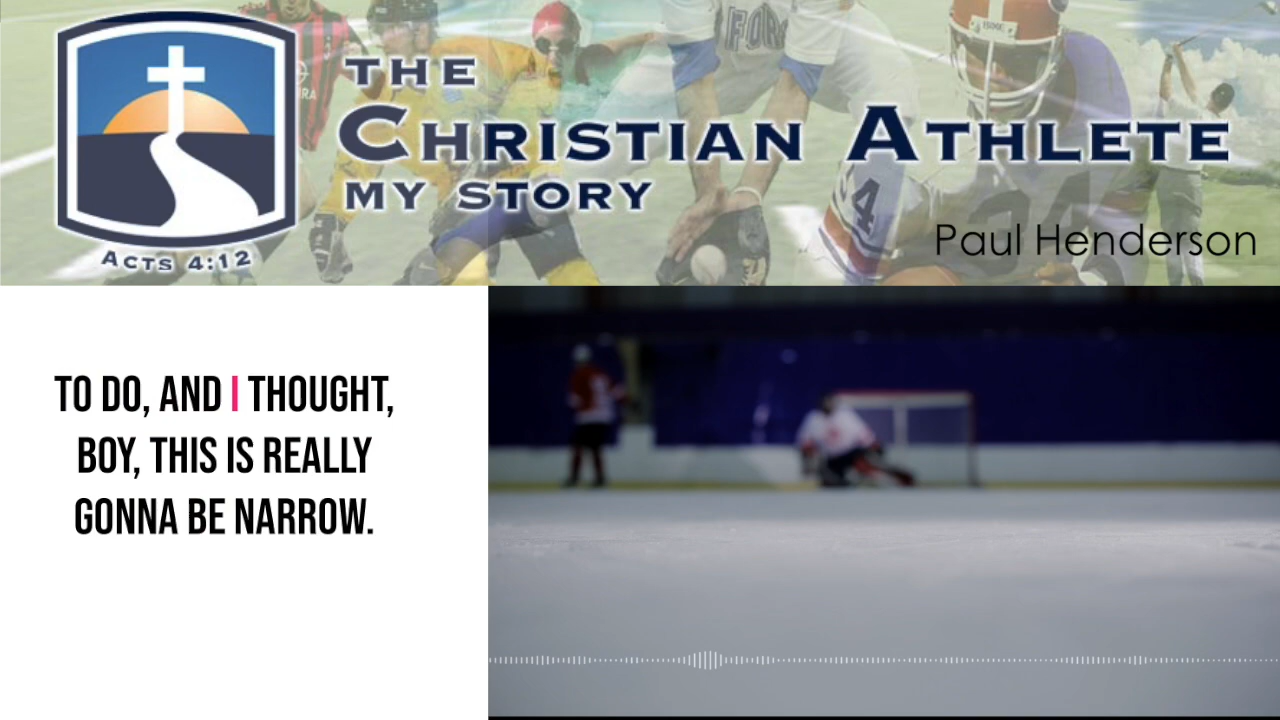 THE
CHRISTIAN ATHLETE
MY STORY
ACTS 4:12
Paul Henderson
TO DO, AND I THOUGHT,
BOY, THIS IS REALLY
GONNA BE NARROW.